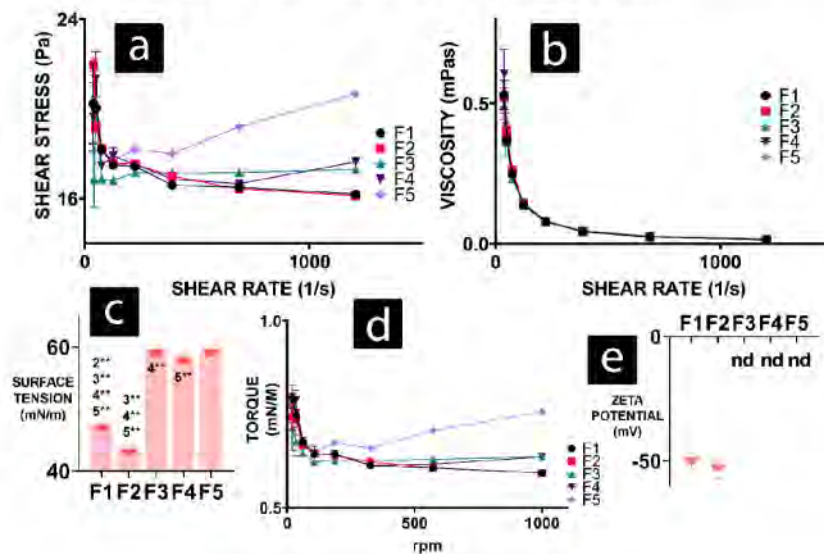 24
SHEAR STRESS (Pa)
16
a
F1
F2
F3
F4
F5
0
1000
SHEAR RATE (1/s)
b
VISCOSITY (mPas)
0.5
0.0
F1
F2
F3
F4
F5
0
1000
SHEAR RATE (1/s)
c
60
SURFACE
TENSION
(mN/m)
40
2**
3**
4**
5**
3**
4**
5**
4**
5**
F1 F2 F3 F4 F5
d
1.0
TORQUE
(mN/M)
0.5
F1
F2
F3
F4
F5
0
500
1000
rpm
e
F1 F2 F3 F4 F5
0
nd nd nd
ZETA
POTENTIAL
(mV)
-50